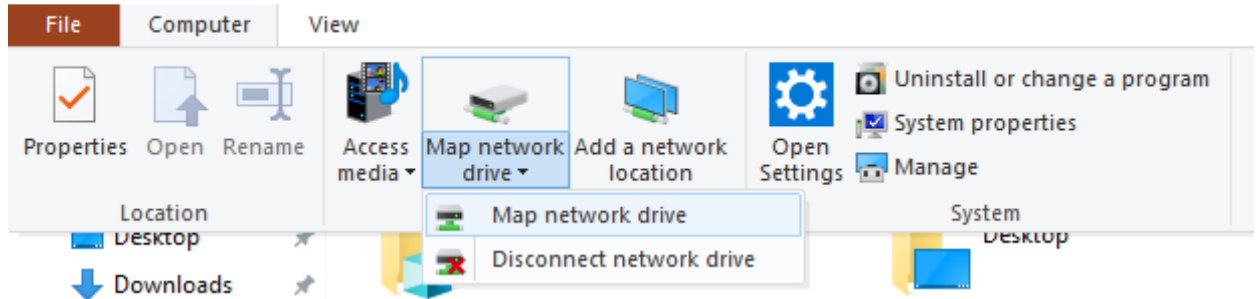 File Computer View
Properties Open Rename Access media Map network drive Add a network location Open Settings Uninstall or change a program
System properties
Manage
Location System
Map network drive
Disconnect network drive
Desktop Desktop
Downloads